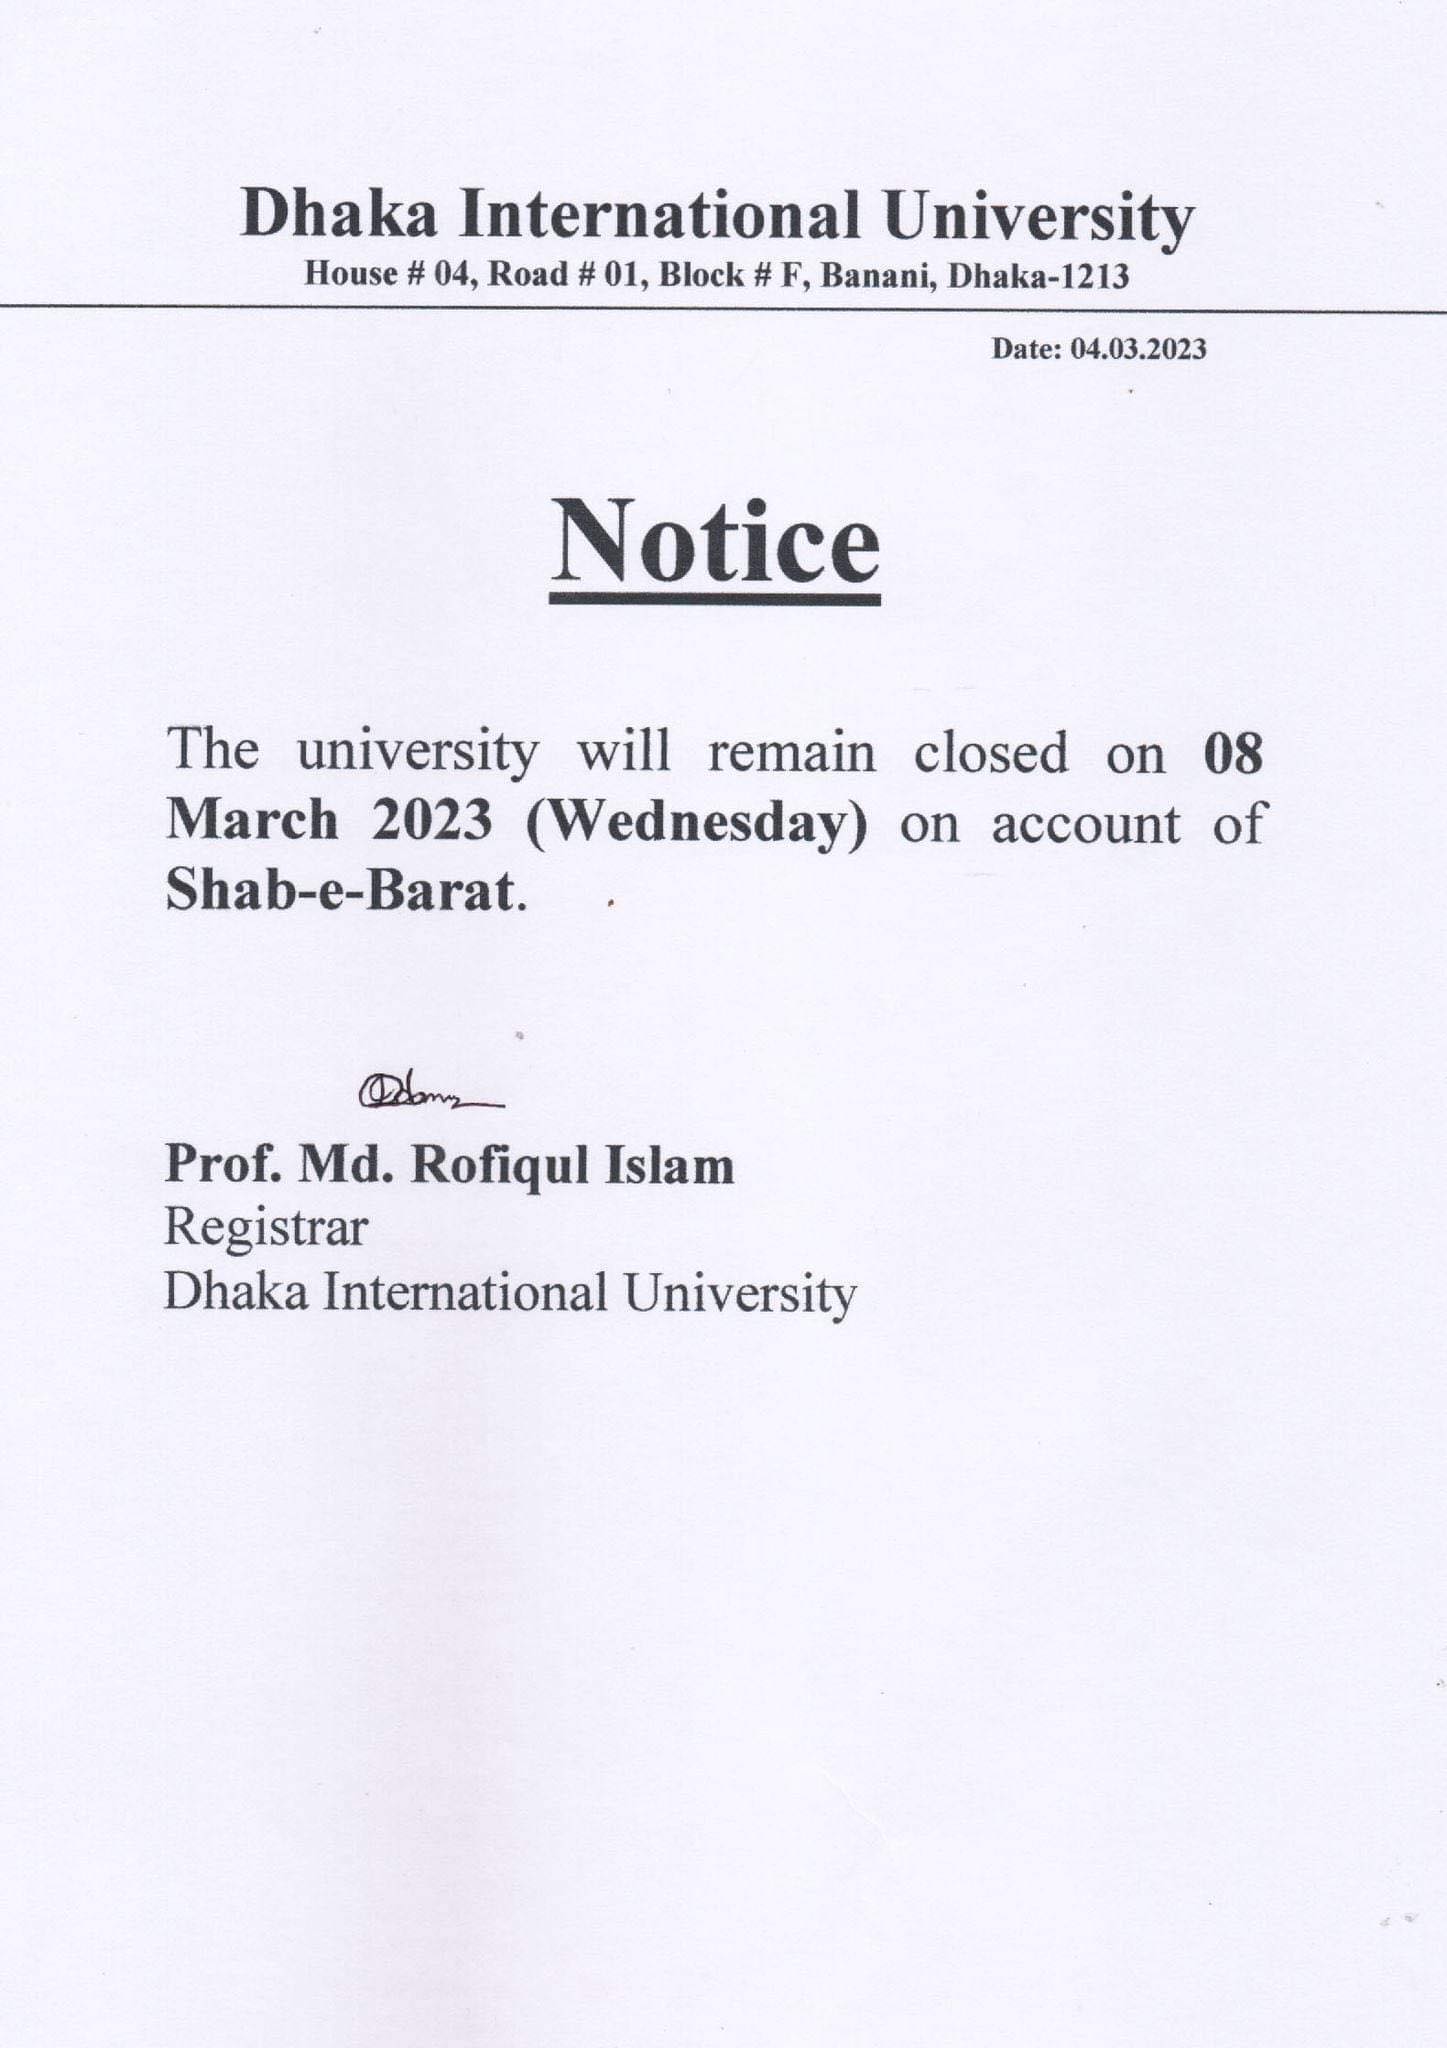 Dhaka International University
House # 04, Road # 01, Block # F, Banani, Dhaka-1213
Date: 04.03.2023
Notice
The university will remain closed on 08
March 2023 (Wednesday) on account of
Shab-e-Barat.
Prof. Md. Rofiqul Islam
Registrar
Dhaka International University